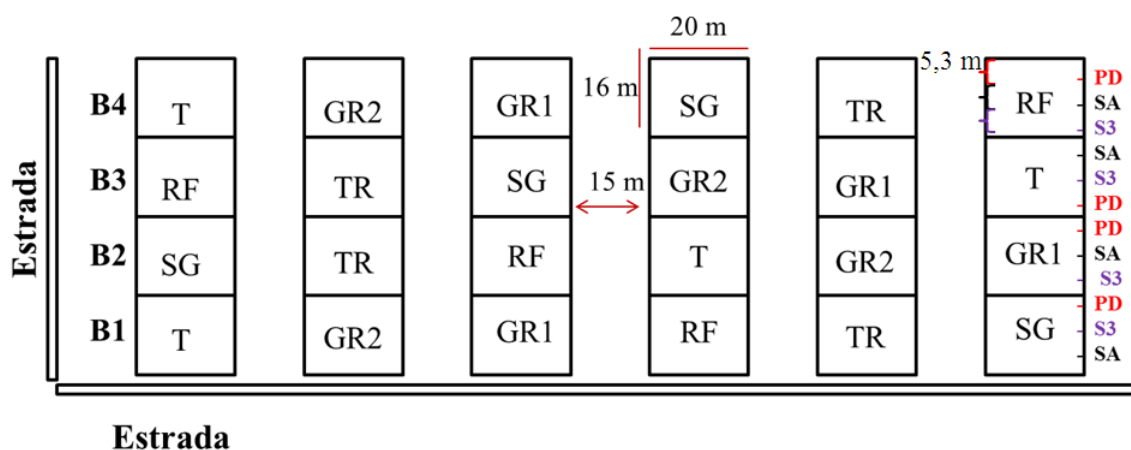 20 m
5,3 m
B4 T GR2 GR1 16 m SG TR RF PD
SA
S3
B3 RF TR SG 15 m GR2 GR1 T SA
S3
PD
B2 SG TR RF T GR2 GR1 PD
SA
S3
B1 T GR2 GR1 RF TR SG PD
S3
SA
Estrada
Estrada